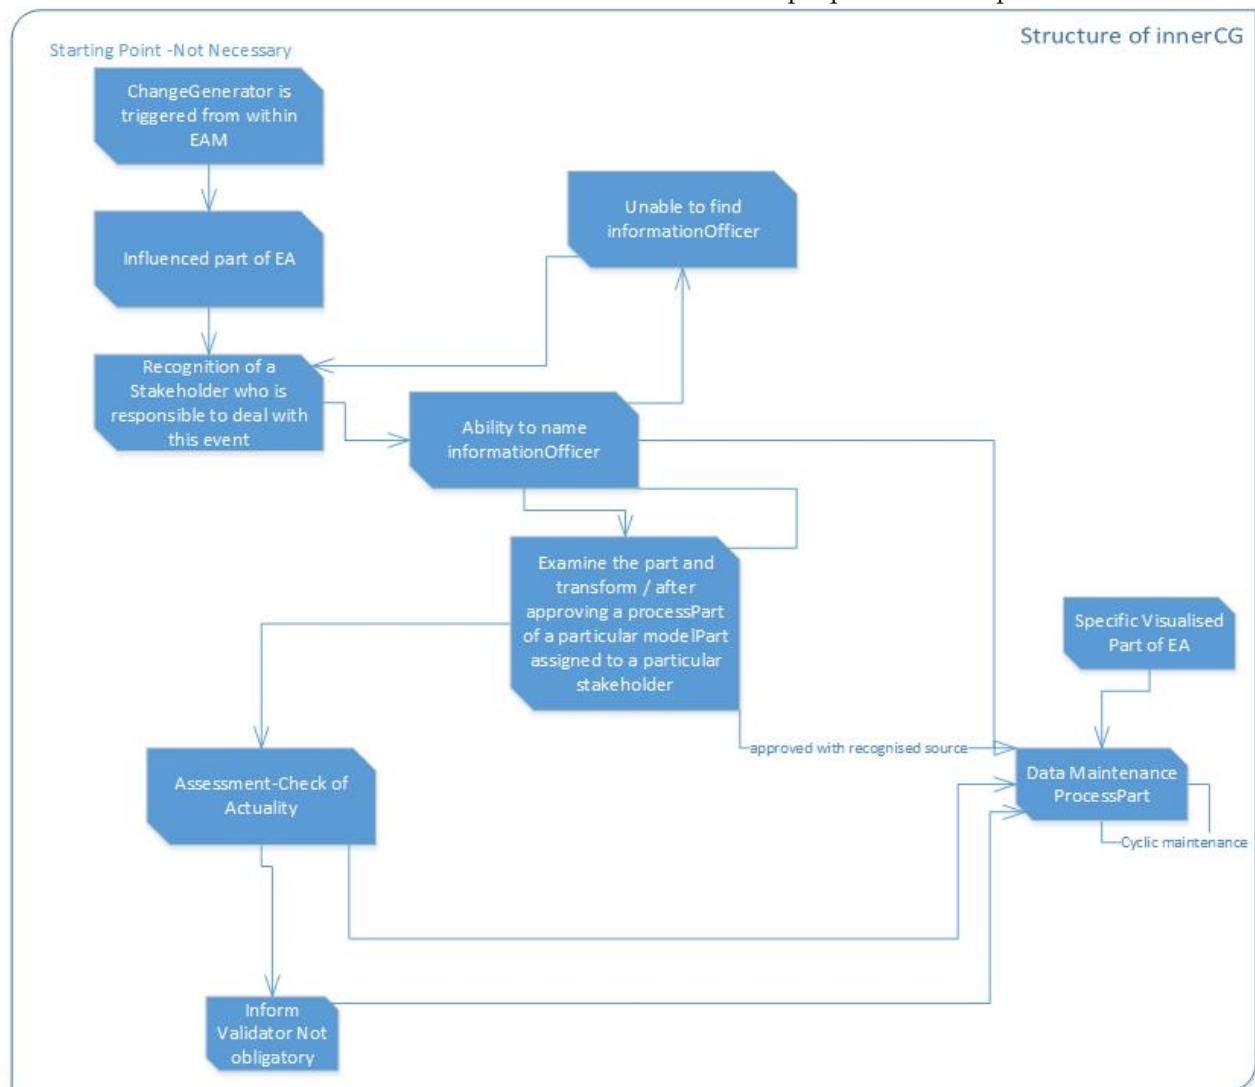 Structure of innerCG
Starting Point -Not Necessary
ChangeGenerator is
triggered from within
EAM
Influenced part of EA
Unable to find
informationOfficer
Recognition of a
Stakeholder who is
responsible to deal with
this event
Ability to name
informationOfficer
Examine the part and
transform / after
approving a processPart
of a particular modelPart
assigned to a particular
stakeholder
Specific Visualised
Part of EA
approved with recognised source
Data Maintenance
ProcessPart
Cyclic maintenance
Assessment-Check of
Actuality
Inform
Validator Not
obligatory